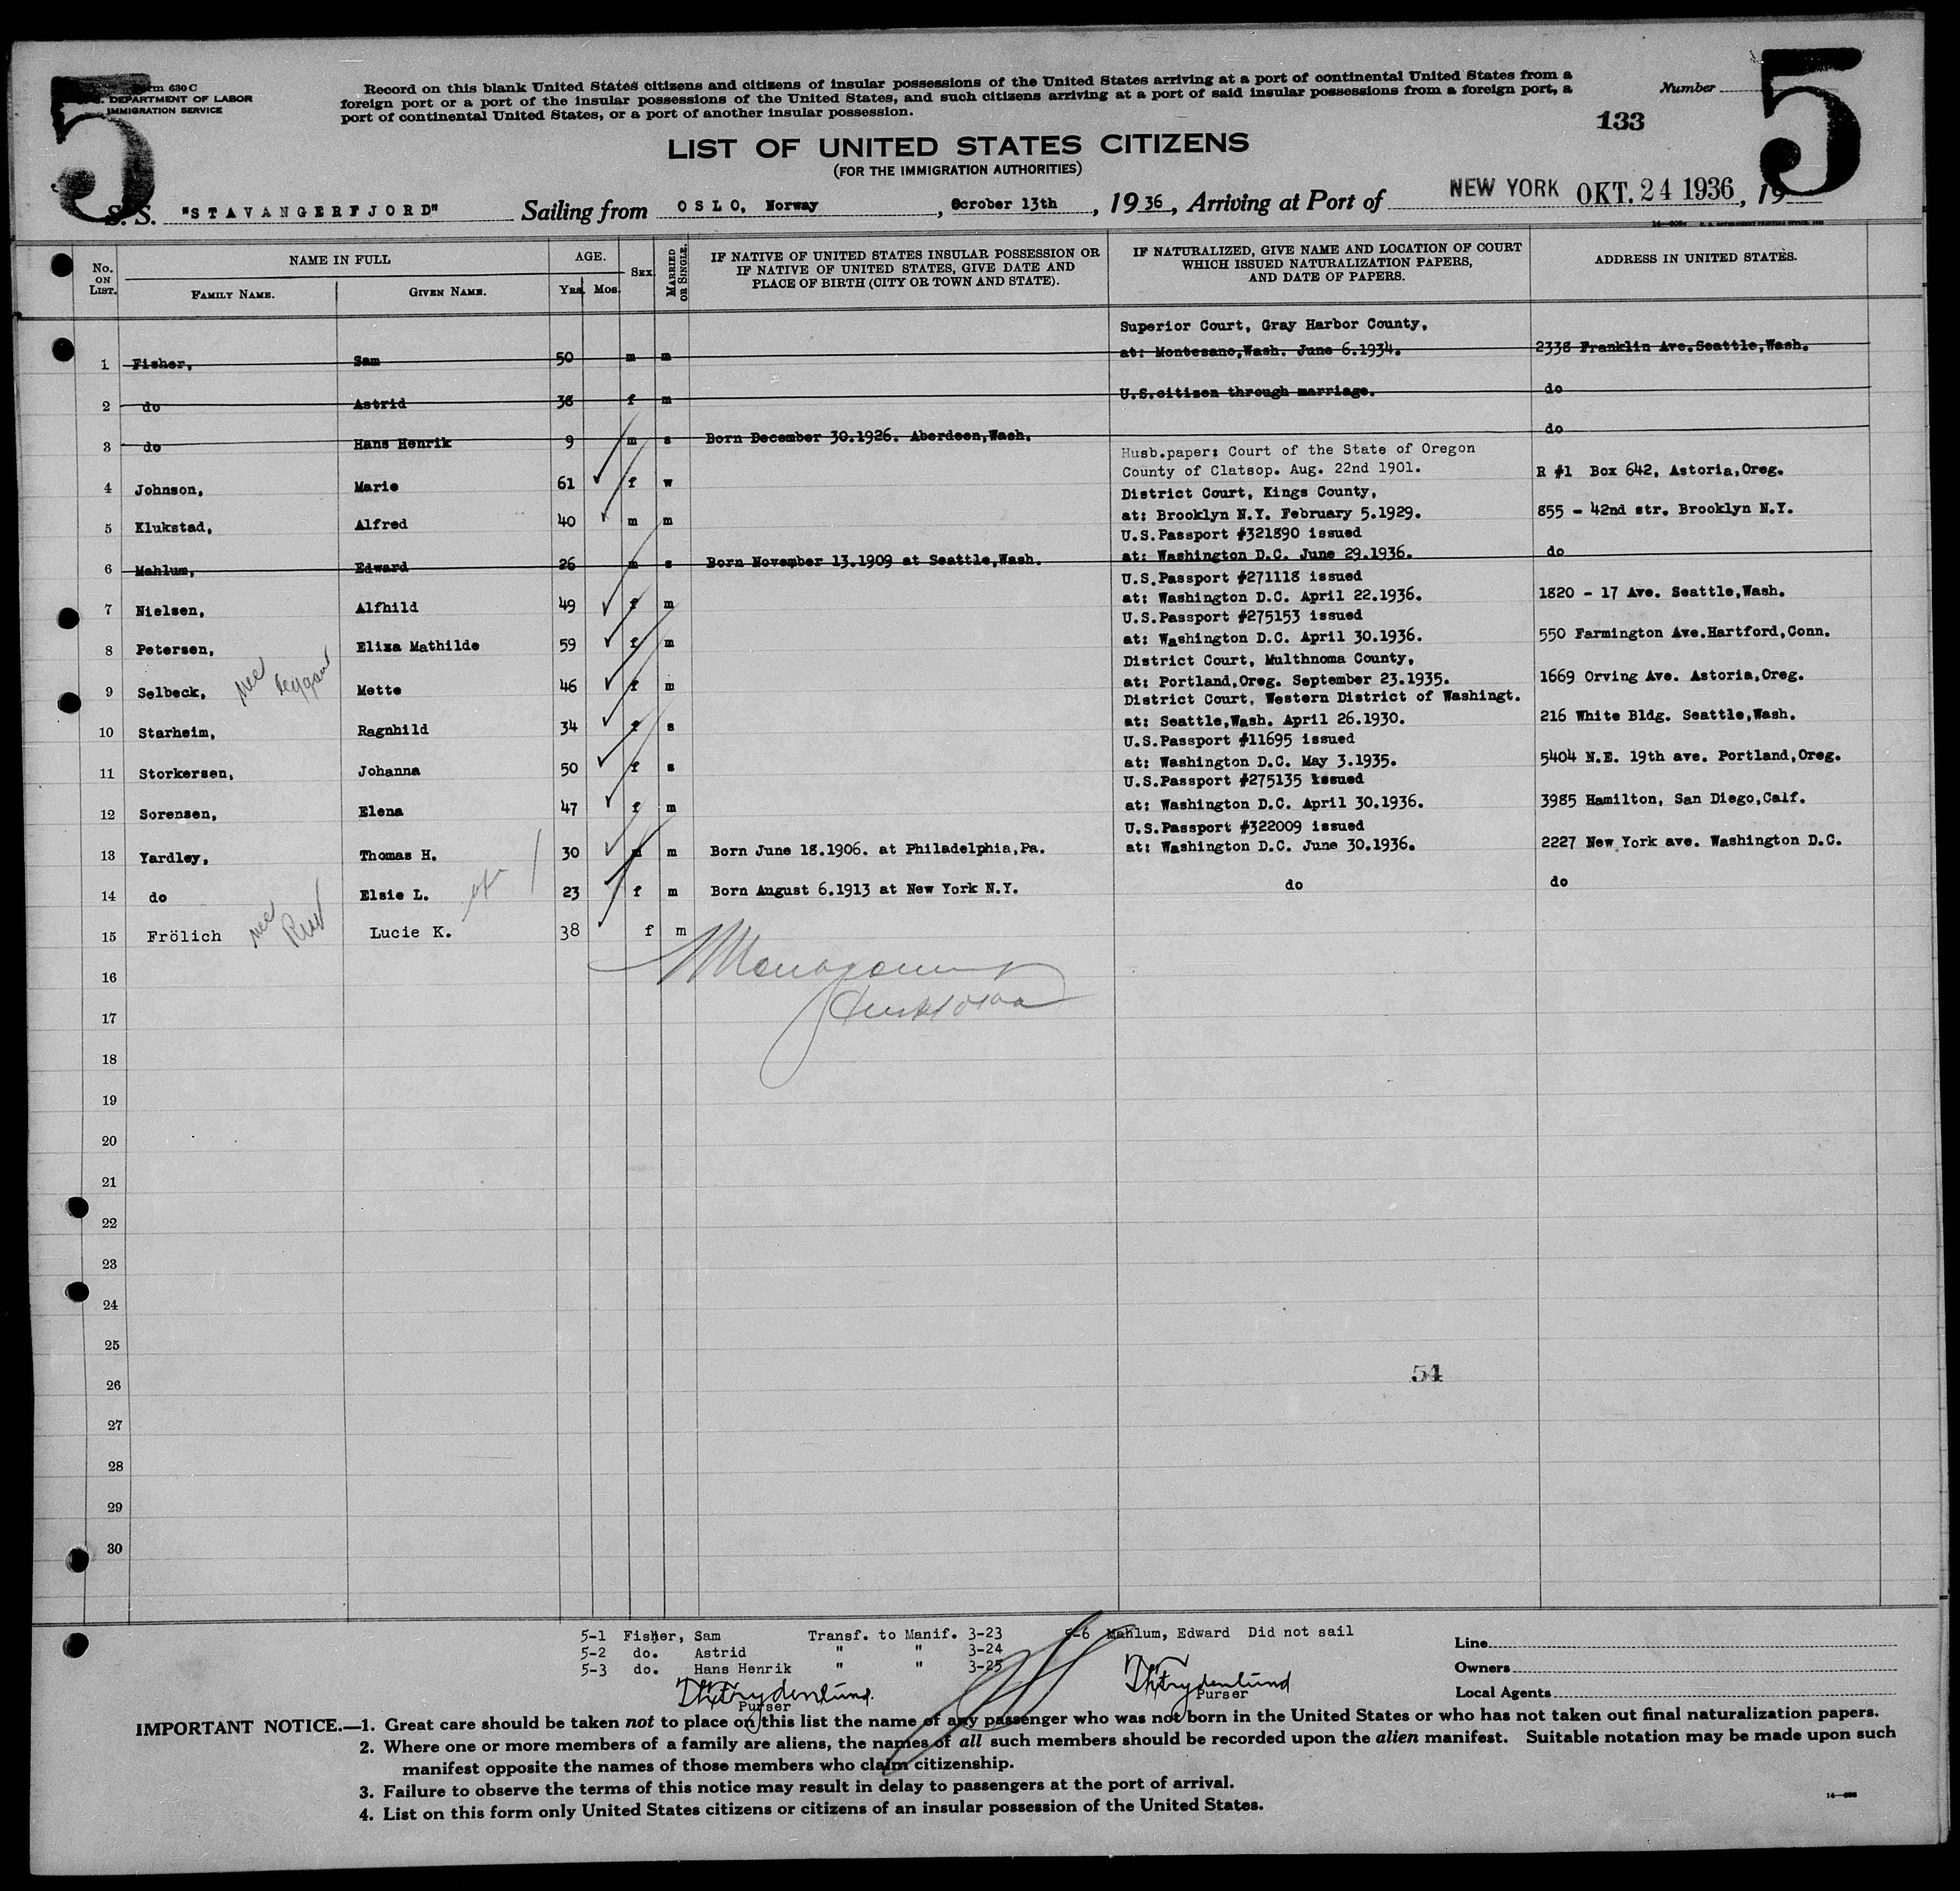 5
Form 630 C
DEPARTMENT OF LABOR
IMMIGRATION SERVICE
Record on this blank United States citizens and citizens of insular possessions of the United States arriving at a port of continental United States from a
foreign port or a port of the insular possessions of the United States, and such citizens arriving at a port of said insular possessions from a foreign port, a
port of continental United States, or a port of another insular possession.
Number
133
5
LIST OF UNITED STATES CITIZENS
(FOR THE IMMIGRATION AUTHORITIES)
S. S. "STAVANGERFJORD" Sailing from OSLO, Norway, Ocrober 13th, 1936, Arriving at Port of NEW YORK OKT. 24 1936, 19
No. ON LIST. NAME IN FULL FAMILY NAME. GIVEN NAME. AGE. YRS. MOS. SEX. MARRIED OR SINGLE. IF NATIVE OF UNITED STATES INSULAR POSSESSION OR IF NATIVE OF UNITED STATES, GIVE DATE AND PLACE OF BIRTH (CITY OR TOWN AND STATE). IF NATURALIZED, GIVE NAME AND LOCATION OF COURT WHICH ISSUED NATURALIZATION PAPERS, AND DATE OF PAPERS. ADDRESS IN UNITED STATES.
Superior Court, Gray Harbor County,
1 Fisher, Sam 50 m m at: Montesano,Wash. June 6.1934. 2338 Franklin Ave.Seattle,Wash.
2 do Astrid 38 f m U.S.citizen through marriage. do
3 do Hans Henrik 9 m s Born December 30.1926. Aberdeen,Wash. do
Husb.paper: Court of the State of Oregon
4 Johnson, Marie 61 f w County of Clatsop. Aug. 22nd 1901. R #1 Box 642, Astoria,Oreg.
District Court, Kings County,
5 Klukstad, Alfred 40 m m at: Brooklyn N.Y. February 5.1929. 855 - 42nd str. Brooklyn N.Y.
U.S.Passport #321890 issued
6 Mahlum, Edward 26 m s Born November 13.1909 at Seattle,Wash. at: Washington D.C. June 29.1936. do
U.S.Passport #271118 issued
7 Nielsen, Alfhild 49 f m at: Washington D.C. April 22.1936. 1820 - 17 Ave. Seattle,Wash.
U.S.Passport #275153 issued
8 Petersen, Eliza Mathilde 59 f m at: Washington D.C. April 30.1936. 550 Farmington Ave.Hartford,Conn.
District Court, Multhnoma County,
9 Selbeck, nee Mette 46 f m at: Portland,Oreg. September 23.1935. 1669 Orving Ave. Astoria,Oreg.
District Court, Western District of Washingt.
10 Starheim, Ragnhild 34 f s at: Seattle,Wash. April 26.1930. 216 White Bldg. Seattle,Wash.
U.S.Passport #11695 issued
11 Storkersen, Johanna 50 f s at: Washington D.C. May 3.1935. 5404 N.E. 19th ave. Portland,Oreg.
U.S.Passport #275135 issued
12 Sorensen, Elena 47 f m at: Washington D.C. April 30.1936. 3985 Hamilton, San Diego,Calf.
U.S.Passport #322009 issued
13 Yardley, Thomas H. 30 m m Born June 18.1906. at Philadelphia,Pa. at: Washington D.C. June 30.1936. 2227 New York ave. Washington D.C.
14 do Elsie L. 23 f m Born August 6.1913 at New York N.Y. do do
15 Frölich nee Lucie K. 38 f m
16
17
18
19
20
21
22
23
24
25
54
26
27
28
29
30
5-1 Fisher, Sam Transf. to Manif. 3-23 5-6 Mahlum, Edward Did not sail
5-2 do. Astrid " " 3-24
5-3 do. Hans Henrik " " 3-25
Purser
Purser
Line
Owners
Local Agents
IMPORTANT NOTICE.—1. Great care should be taken not to place on this list the name of any passenger who was not born in the United States or who has not taken out final naturalization papers.
2. Where one or more members of a family are aliens, the names of all such members should be recorded upon the alien manifest. Suitable notation may be made upon such
manifest opposite the names of those members who claim citizenship.
3. Failure to observe the terms of this notice may result in delay to passengers at the port of arrival.
4. List on this form only United States citizens or citizens of an insular possession of the United States.